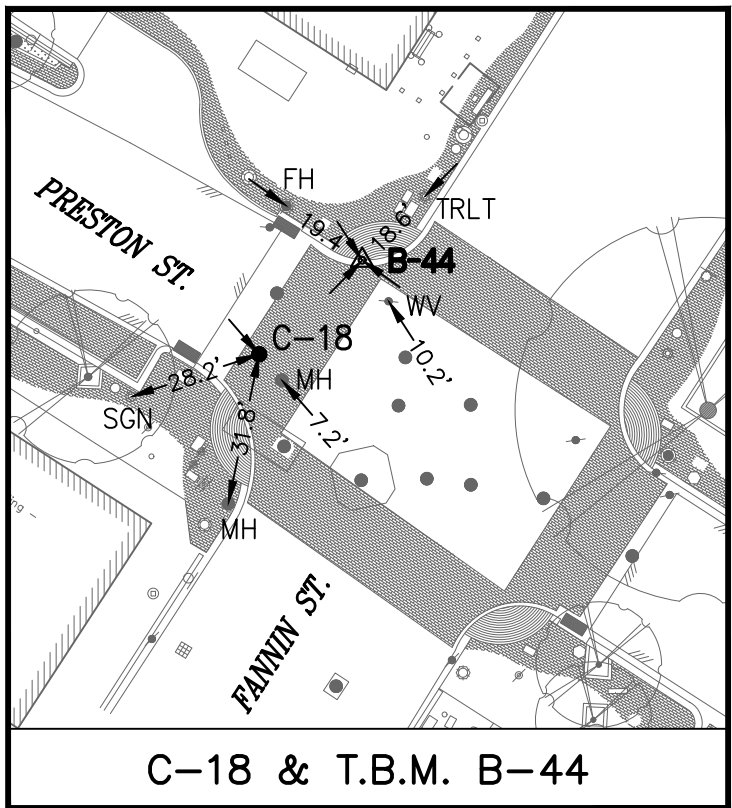 FH
TRLT
PRESTON ST.
19.4'
18.6'
B-44
WV
C-18
10.2'
MH
28.2'
SGN
7.2'
31.8'
MH
FANNIN ST.
C-18 & T.B.M. B-44